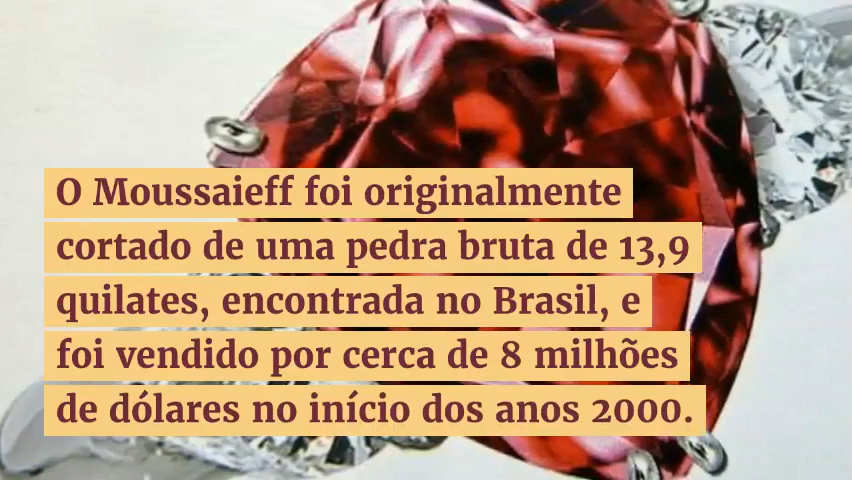 O Moussaieff foi originalmente
cortado de uma pedra bruta de 13,9
quilates, encontrada no Brasil, e
foi vendido por cerca de 8 milhões
de dólares no início dos anos 2000.